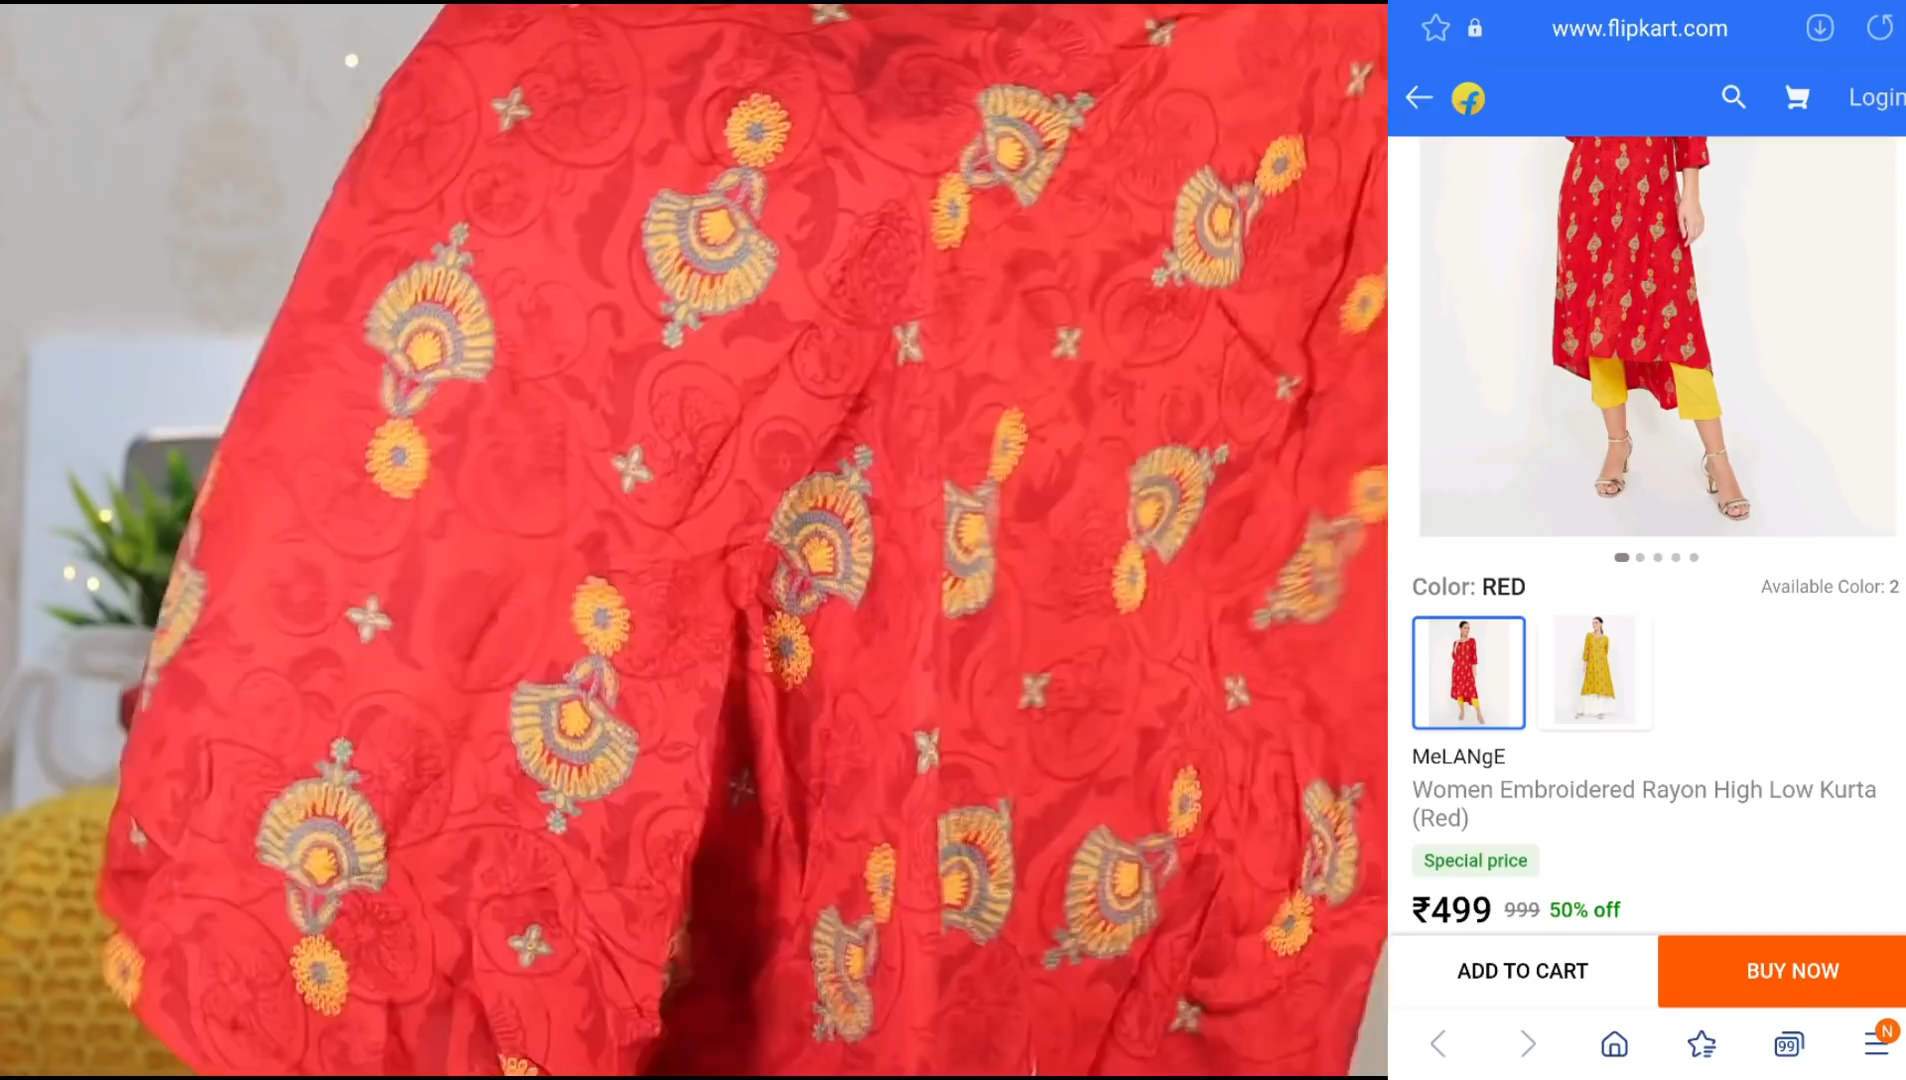 www.flipkart.com
Login
Color: RED
Available Color: 2
MeLANgE
Women Embroidered Rayon High Low Kurta
(Red)
Special price
₹499 999 50% off
ADD TO CART
BUY NOW
99
N